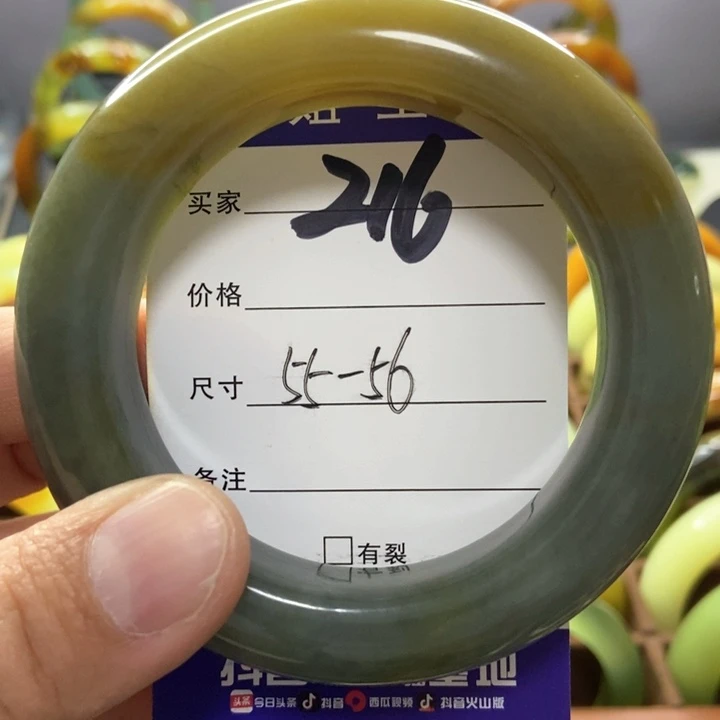 买家 216
价格
尺寸 55-56
备注
□有裂
今日头条 抖音 西瓜视频 抖音火山版